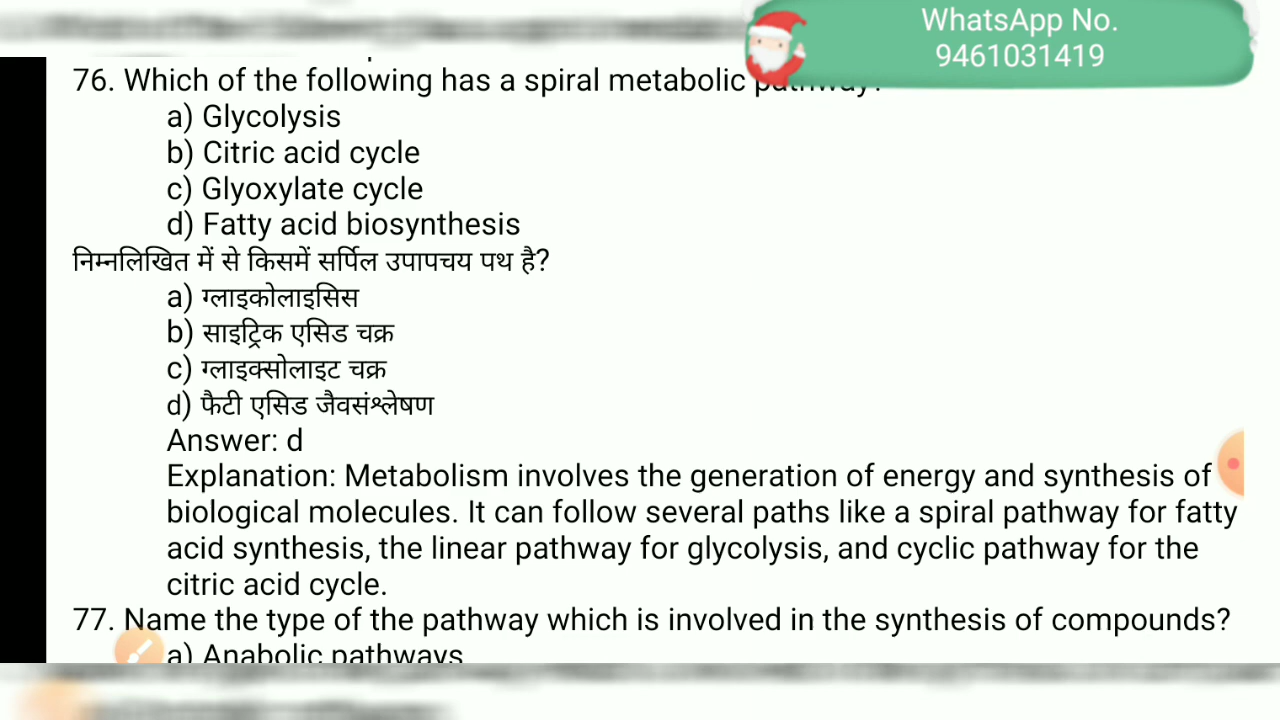 WhatsApp No.
9461031419
76. Which of the following has a spiral metabolic pathway?
a) Glycolysis
b) Citric acid cycle
c) Glyoxylate cycle
d) Fatty acid biosynthesis
निम्नलिखित में से किसमें सर्पिल उपापचय पथ है?
a) ग्लाइकोलाइसिस
b) साइट्रिक एसिड चक्र
c) ग्लाइक्सोलाइट चक्र
d) फैटी एसिड जैवसंश्लेषण
Answer: d
Explanation: Metabolism involves the generation of energy and synthesis of
biological molecules. It can follow several paths like a spiral pathway for fatty
acid synthesis, the linear pathway for glycolysis, and cyclic pathway for the
citric acid cycle.
77. Name the type of the pathway which is involved in the synthesis of compounds?
a) Anabolic pathways